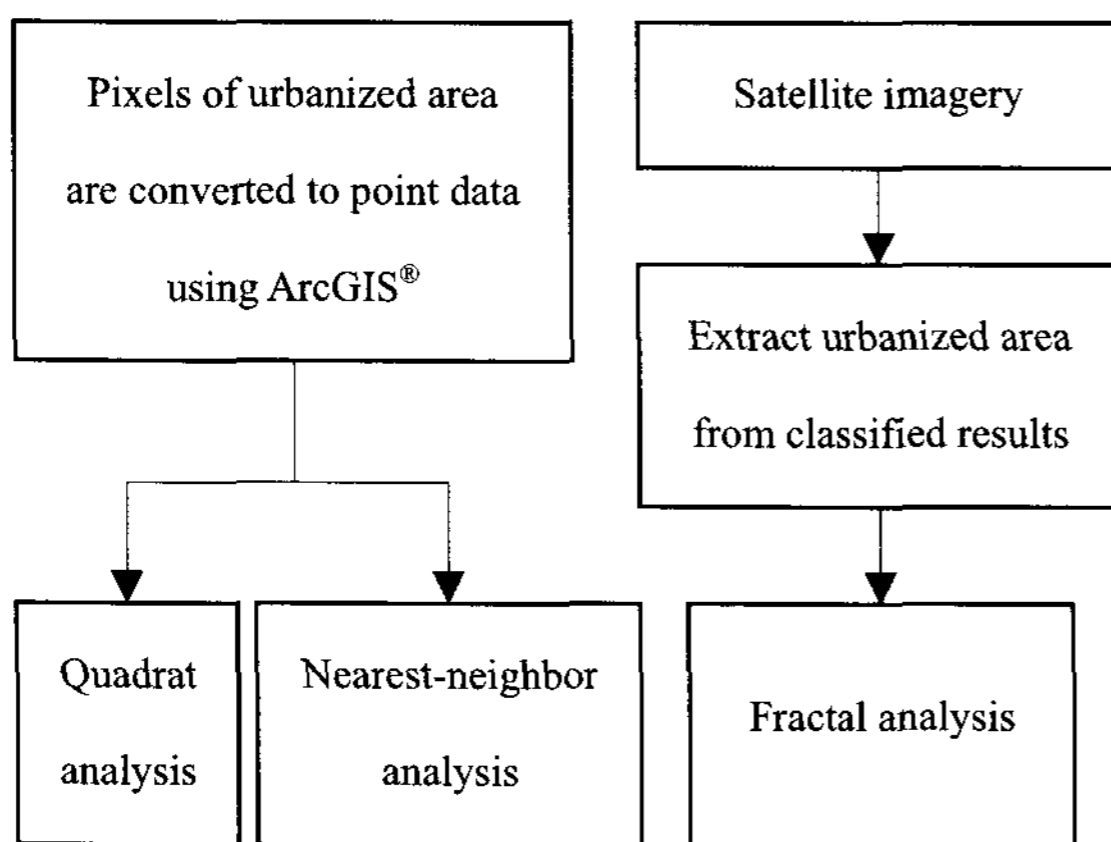 Pixels of urbanized area
are converted to point data
using ArcGIS®
Satellite imagery
Extract urbanized area
from classified results
Quadrat
analysis
Nearest-neighbor
analysis
Fractal analysis